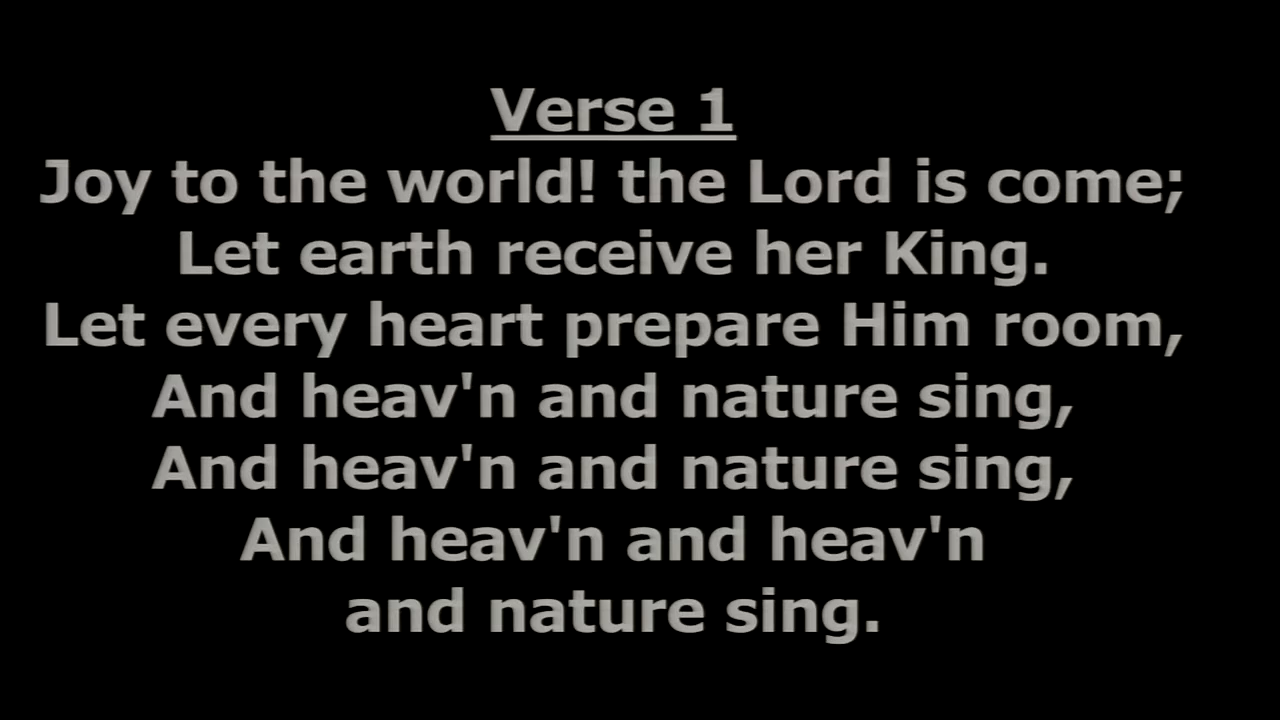 Verse 1
Joy to the world! the Lord is come;
Let earth receive her King.
Let every heart prepare Him room,
And heav'n and nature sing,
And heav'n and nature sing,
And heav'n and heav'n
and nature sing.